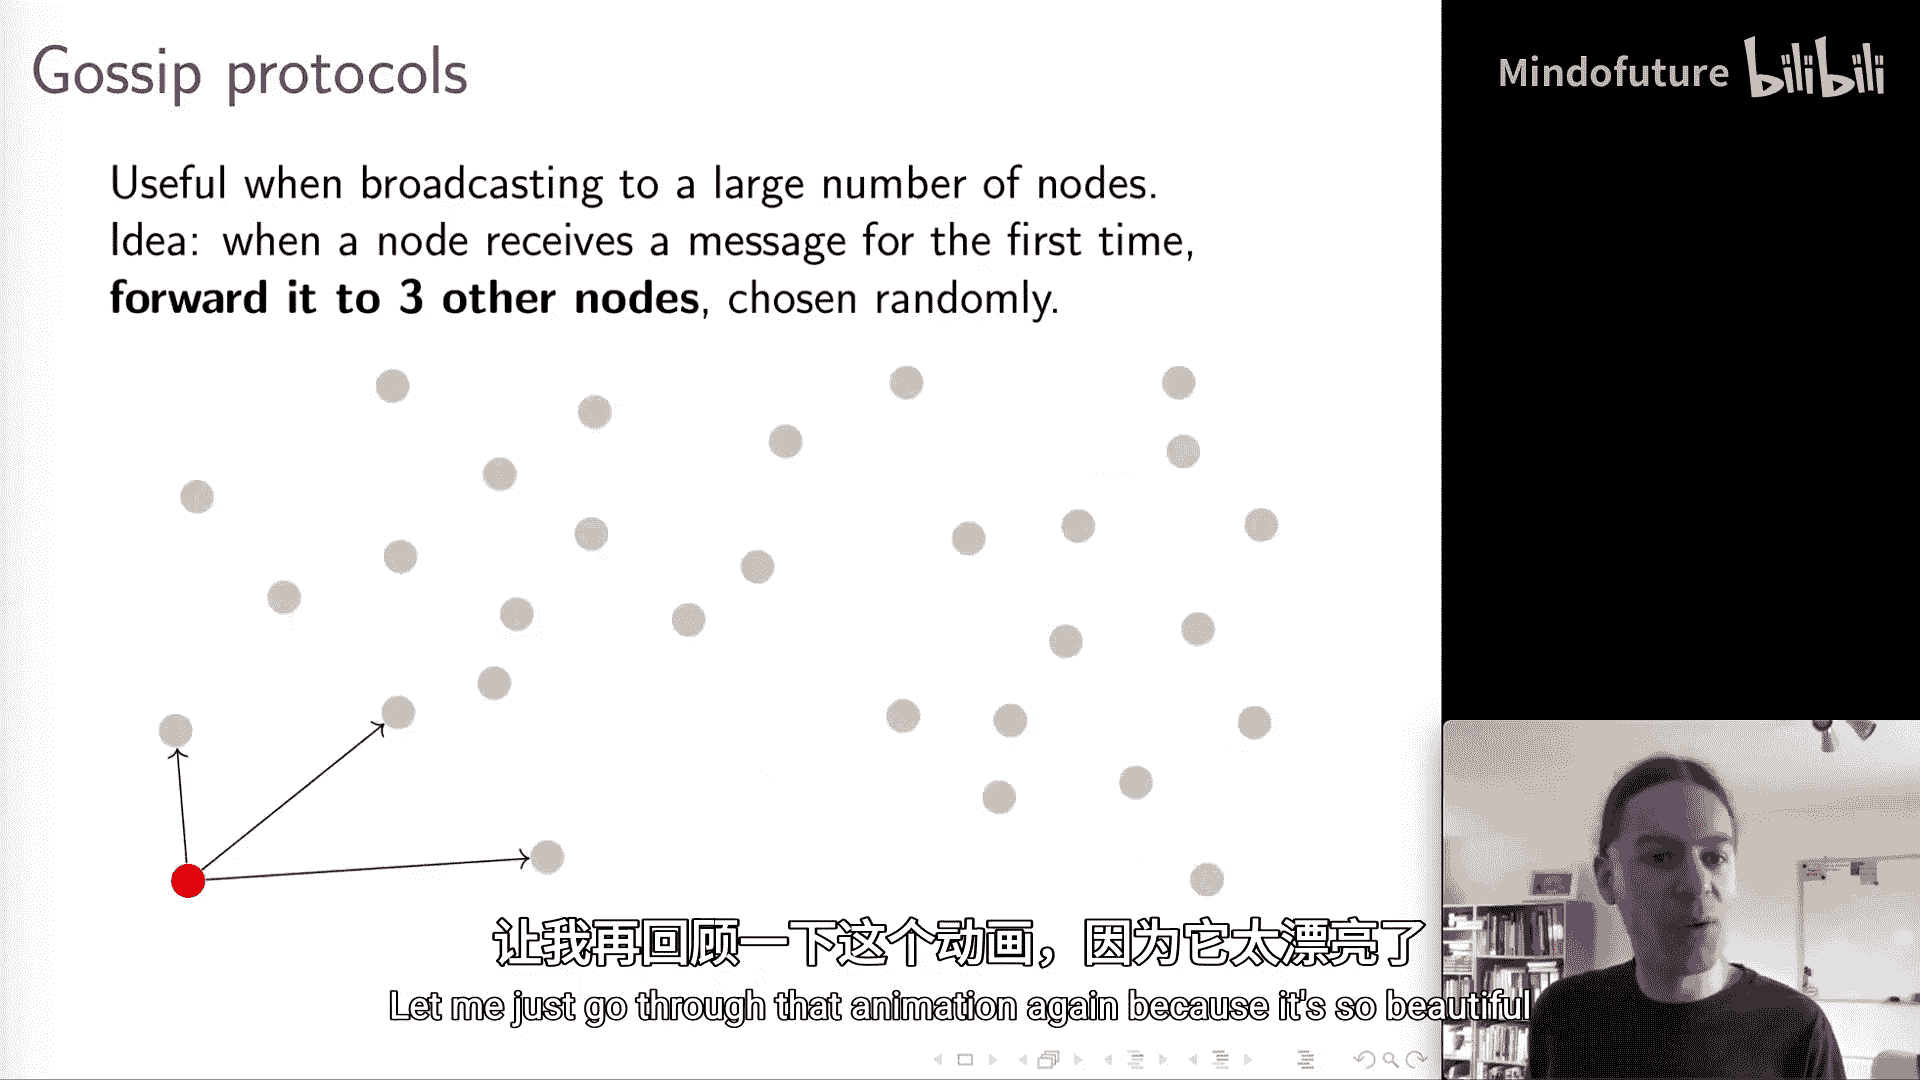 Gossip protocols
Mindofuture bilibili
Useful when broadcasting to a large number of nodes.
Idea: when a node receives a message for the first time,
forward it to 3 other nodes, chosen randomly.
让我再回顾一下这个动画，因为它太漂亮了
Let me just go through that animation again because it's so beautiful